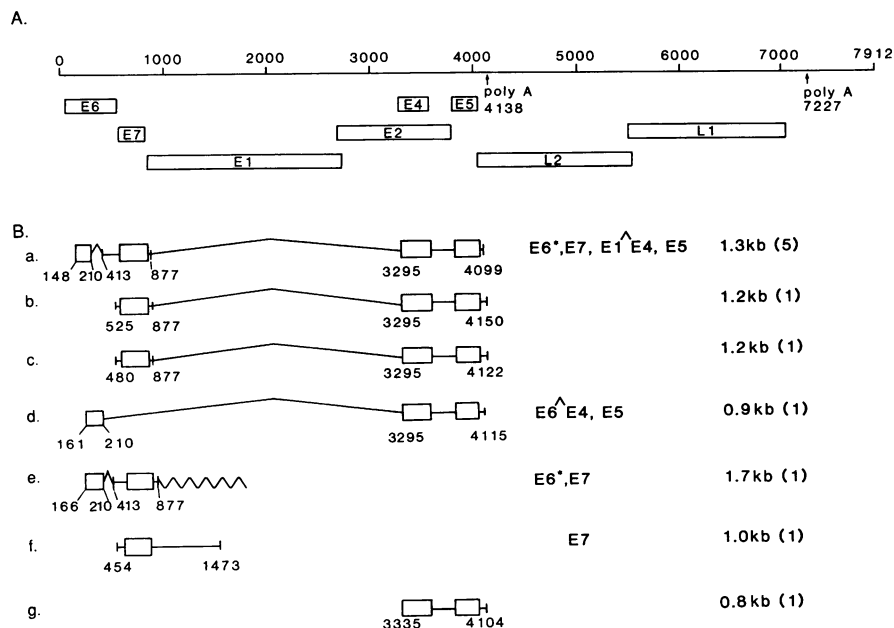 A.
0 1000 2000 3000 4000 5000 6000 7000 7912
poly A
4138
poly A
7227
E6 E4 E5
E7 E2 L1
E1 L2
B.
a. E6*,E7, E1^E4, E5 1.3kb (5)
148 210 413 877 3295 4099
b. 1.2kb (1)
525 877 3295 4150
c. 1.2kb (1)
480 877 3295 4122
d. E6^E4, E5 0.9kb (1)
161 210 3295 4115
e. E6*,E7 1.7kb (1)
166 210 413 877
f. E7 1.0kb (1)
454 1473
g. 0.8kb (1)
3335 4104